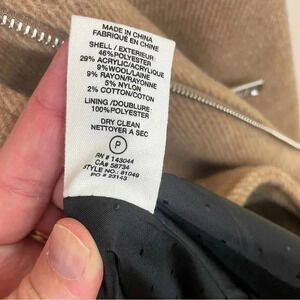 MADE IN CHINA
FABRIQUÉ EN CHINE
SHELL / EXTERIEUR:
46%POLYESTER
29% ACRYLIC/ACRYLIQUE
9%WOOL/LAINE
9% RAYON/RAYONNE
5% NYLON
2% COTTON/COTON
LINING /DOUBLURE:
100%POLYESTER
DRY CLEAN
NETTOYER A SEC
P
RN # 143044
CA# 58734
STYLE NO.: 81049
PO # 23143